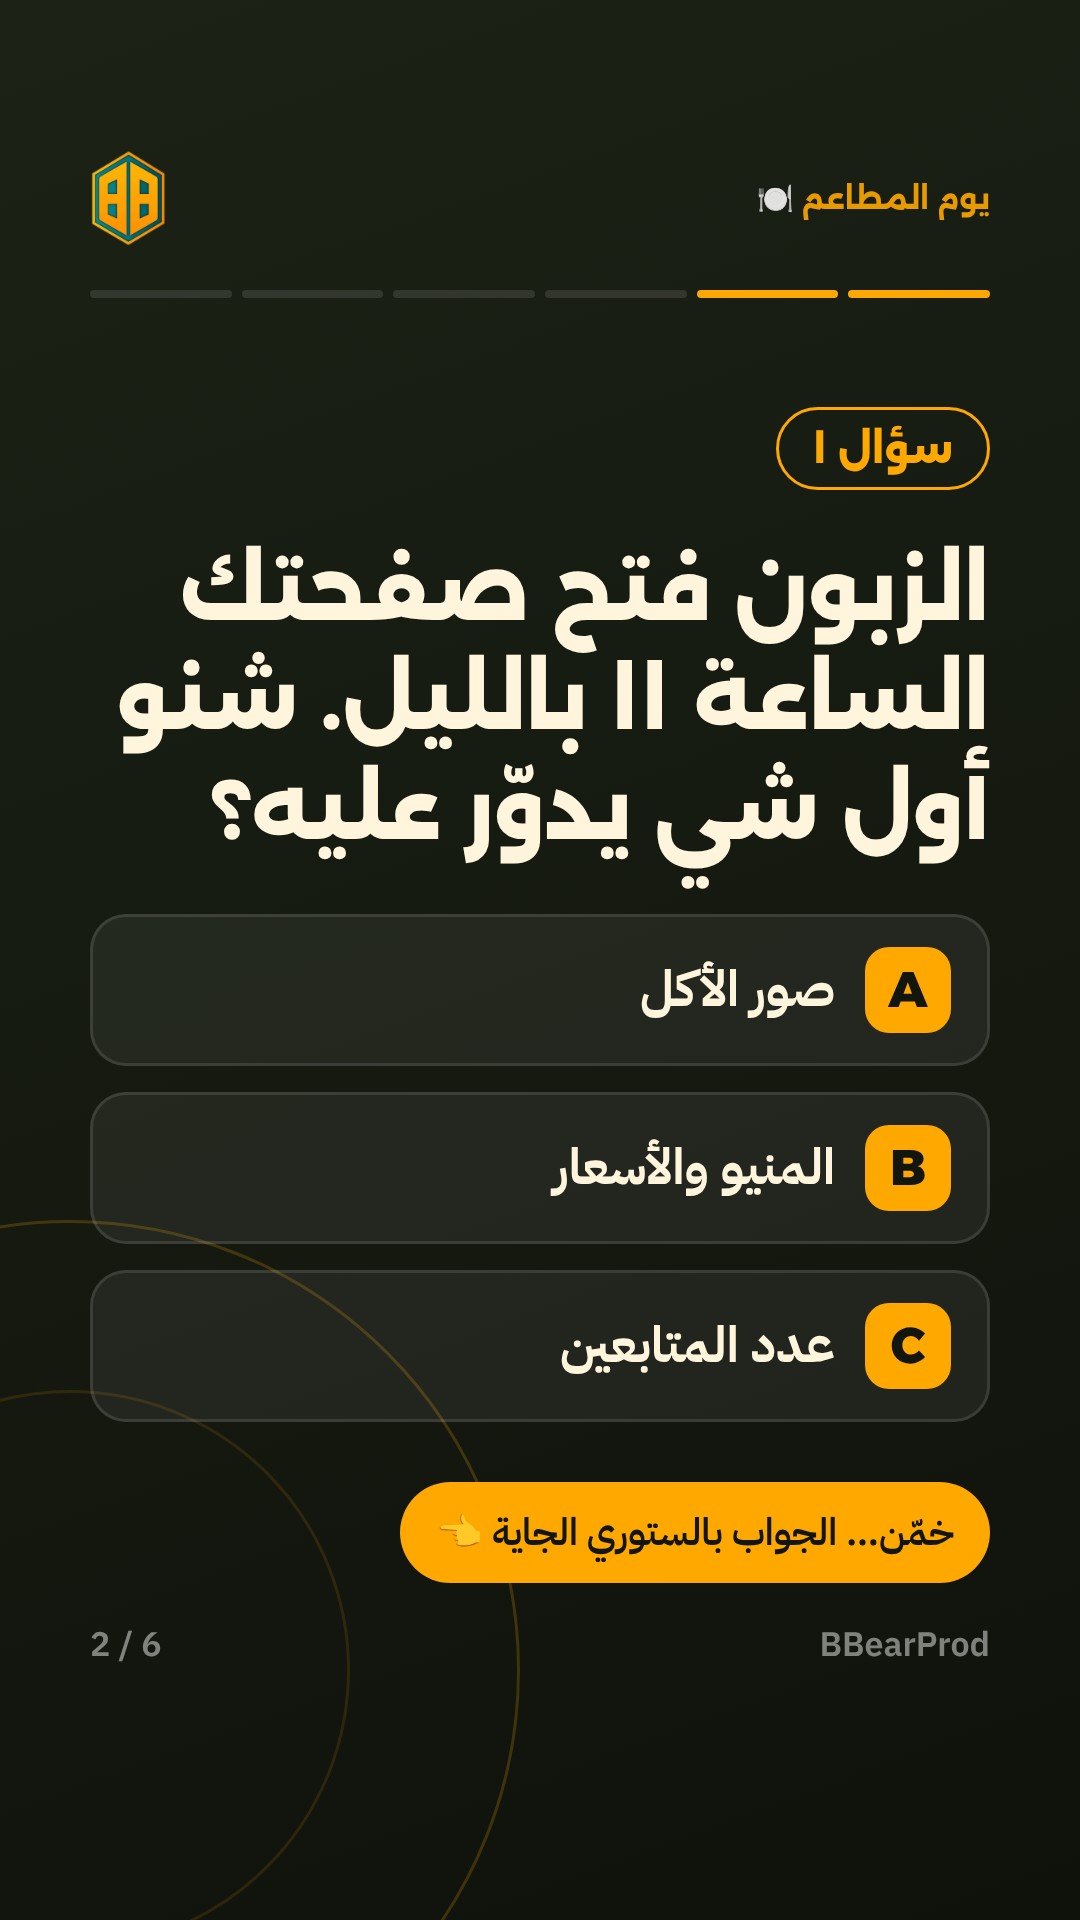 يوم المطاعم 🍽️
سؤال ١
الزبون فتح صفحتك
الساعة ١١ بالليل. شنو
أول شي يدوّر عليه؟
A صور الأكل
B المنيو والأسعار
C عدد المتابعين
خمّن... الجواب بالستوري الجاية 👈
BBearProd
2 / 6